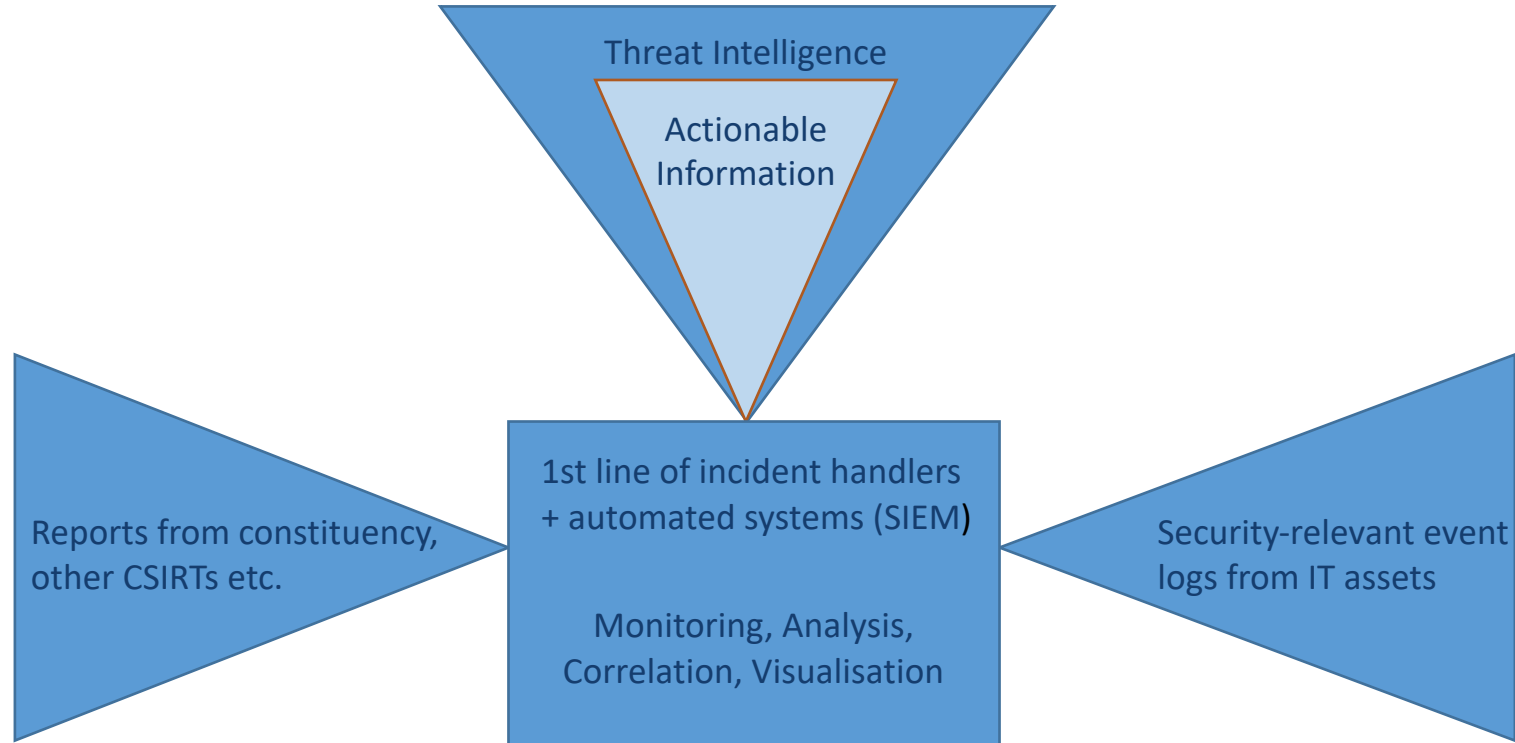 Threat Intelligence
Actionable
Information
Reports from constituency,
other CSIRTs etc.
1st line of incident handlers
+ automated systems (SIEM)
Monitoring, Analysis,
Correlation, Visualisation
Security-relevant event
logs from IT assets